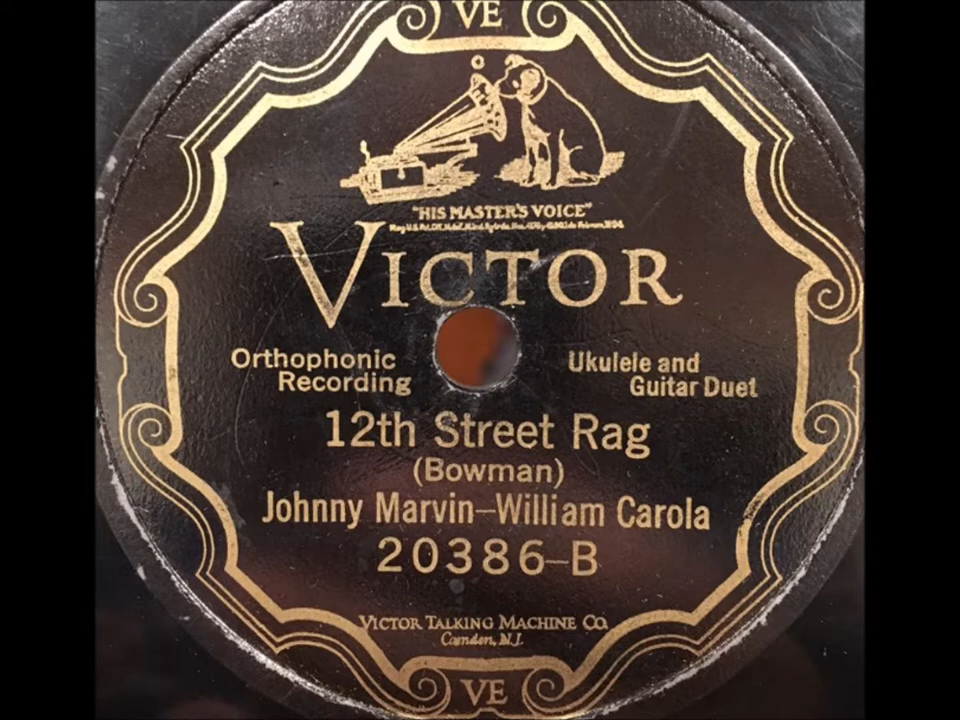 VE
"HIS MASTER'S VOICE"
VICTOR
Orthophonic
Recording
Ukulele and
Guitar Duet
12th Street Rag
(Bowman)
Johnny Marvin—William Carola
20386-B
VICTOR TALKING MACHINE CO.
Camden, N.J.
VE